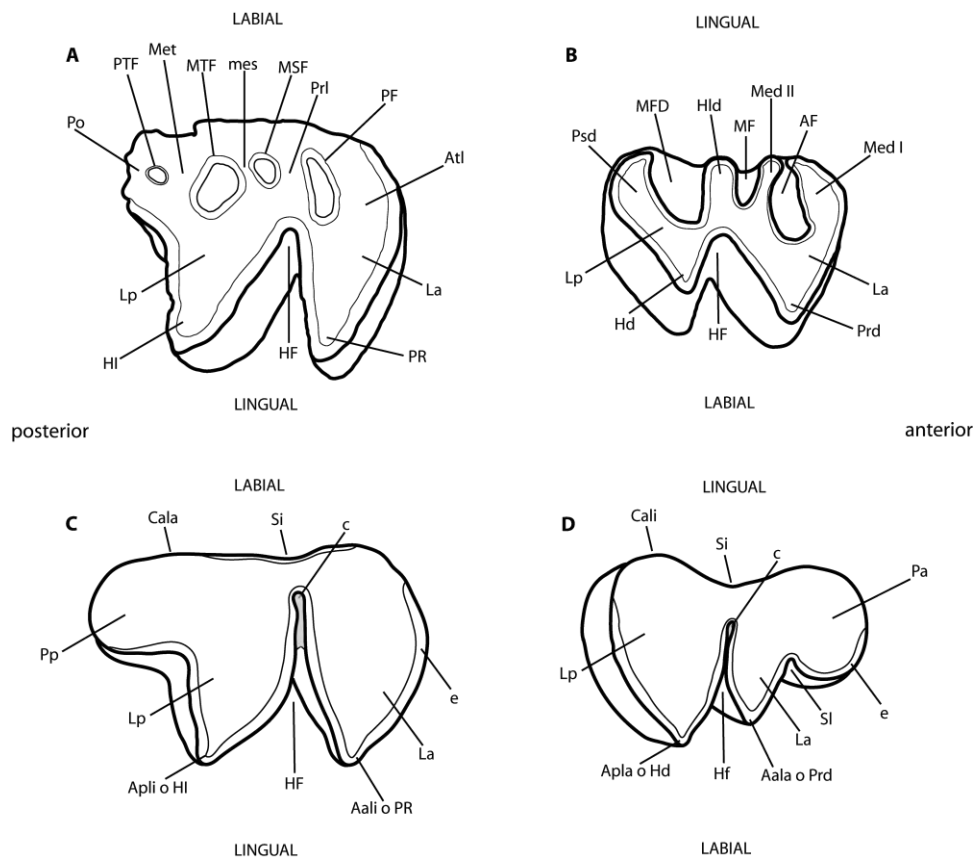 LABIAL
A
PTF
Met
MTF
mes
MSF
Prl
PF
Po
Atl
Lp
La
Hl
HF
PR
LINGUAL
LINGUAL
B
MFD
Hld
MF
Med II
AF
Med I
Psd
Lp
La
Hd
HF
Prd
LABIAL
posterior
anterior
LABIAL
C
Cala
Si
c
Pp
Lp
e
La
Apli o Hl
HF
Aali o PR
LINGUAL
LINGUAL
D
Cali
Si
c
Pa
Lp
Sl
e
La
Apla o Hd
Hf
Aala o Prd
LABIAL